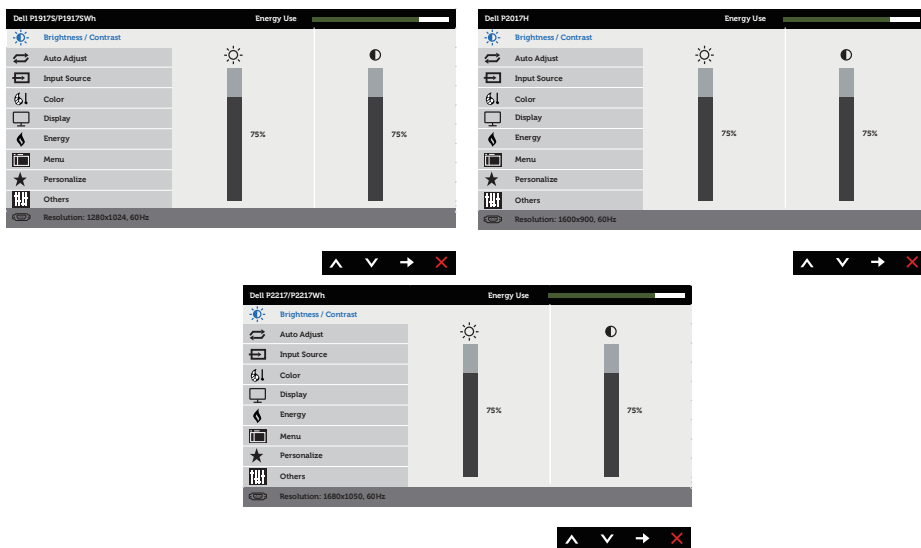 Dell P1917S/P1917SWh Energy Use
Brightness / Contrast
Auto Adjust
Input Source
Color
Display
Energy
Menu
Personalize
Others
75% 75%
Resolution: 1280x1024, 60Hz
Dell P2017H Energy Use
Brightness / Contrast
Auto Adjust
Input Source
Color
Display
Energy
Menu
Personalize
Others
75% 75%
Resolution: 1600x900, 60Hz
Dell P2217/P2217Wh Energy Use
Brightness / Contrast
Auto Adjust
Input Source
Color
Display
Energy
Menu
Personalize
Others
75% 75%
Resolution: 1680x1050, 60Hz